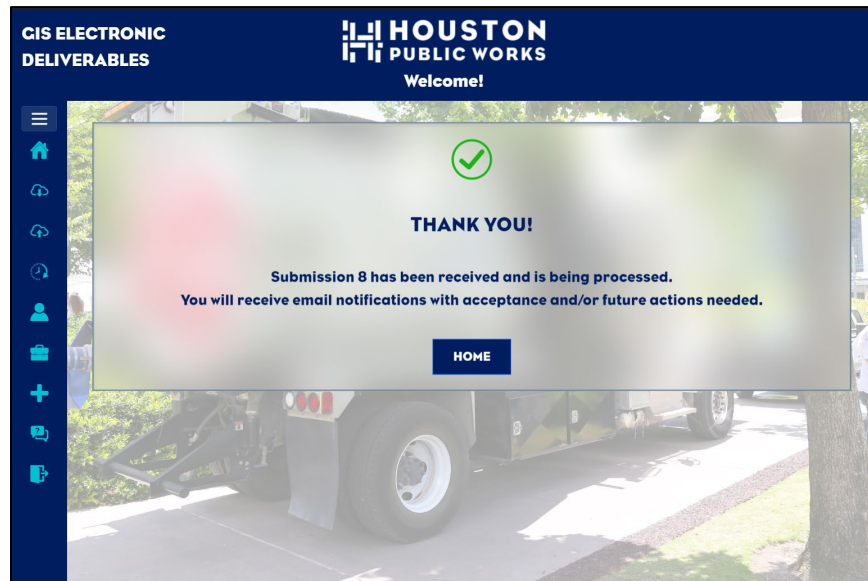 GIS ELECTRONIC
DELIVERABLES
HOUSTON
PUBLIC WORKS
Welcome!
THANK YOU!
Submission 8 has been received and is being processed.
You will receive email notifications with acceptance and/or future actions needed.
HOME